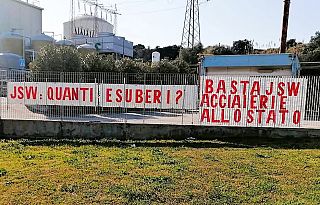 JSW: QUANTI ESUBERI?
BASTA JSW
ACCIAIERIE
ALLO STATO